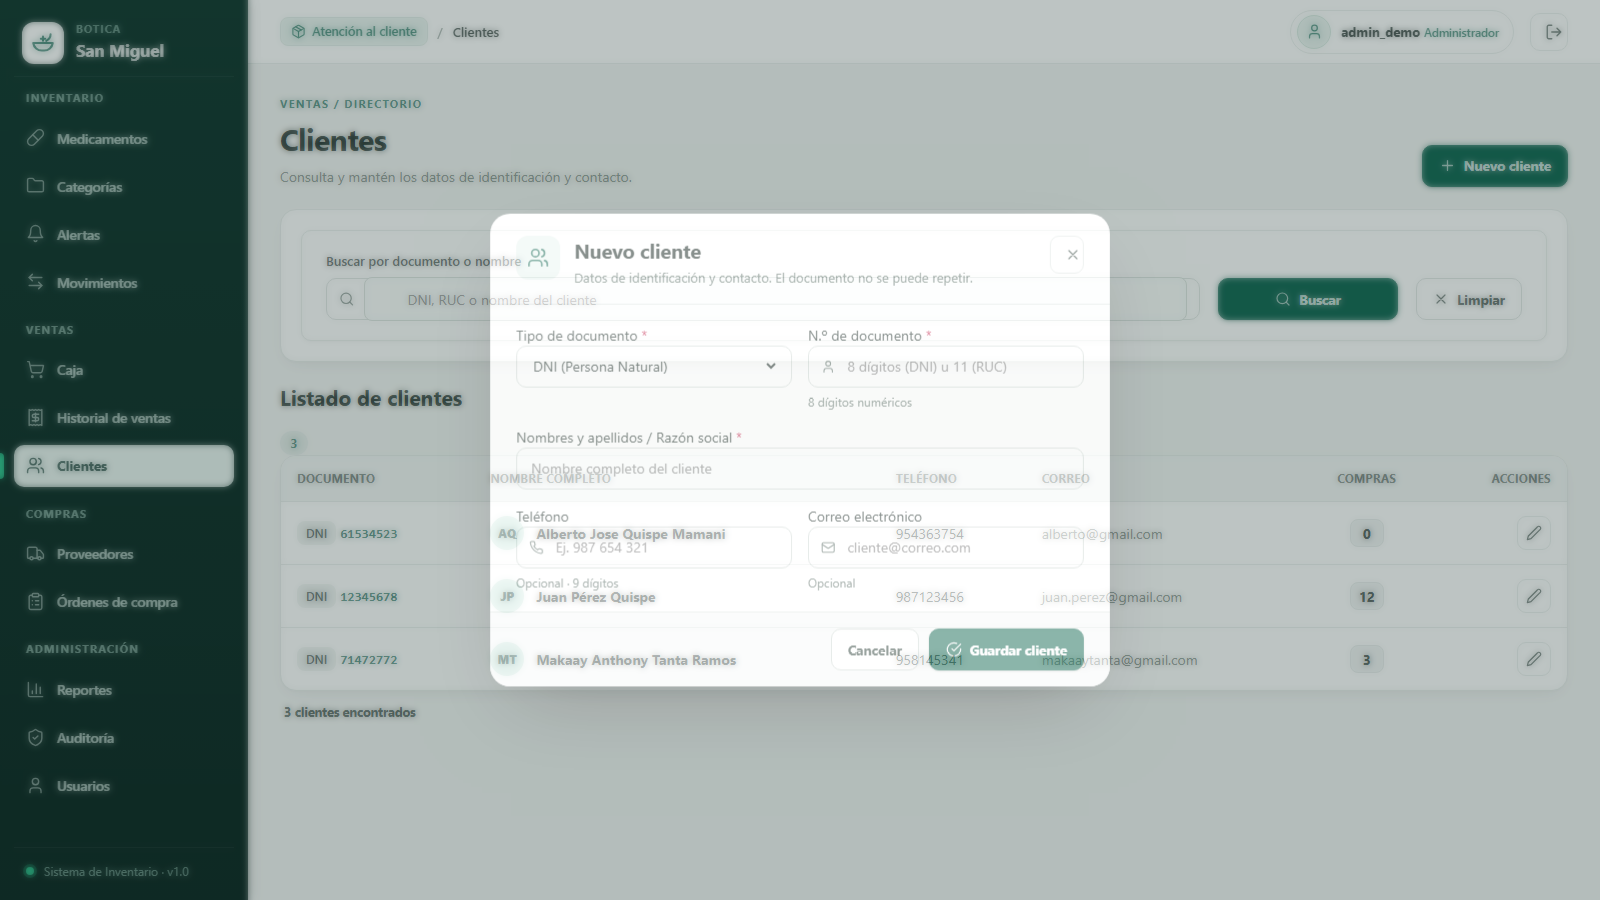 BOTICA
San Miguel
INVENTARIO
Medicamentos
Categorías
Alertas
Movimientos
VENTAS
Caja
Historial de ventas
Clientes
COMPRAS
Proveedores
Órdenes de compra
ADMINISTRACIÓN
Reportes
Auditoría
Usuarios
Sistema de Inventario · v1.0
Atención al cliente / Clientes
admin_demo Administrador
VENTAS / DIRECTORIO
Clientes
Consulta y mantén los datos de identificación y contacto.
+ Nuevo cliente
Buscar por documento o nombre
DNI, RUC o nombre del cliente
Buscar
Limpiar
Listado de clientes
3
DOCUMENTO NOMBRE COMPLETO TELÉFONO CORREO COMPRAS ACCIONES
DNI 61534523 AQ Alberto Jose Quispe Mamani 954363754 alberto@gmail.com 0
DNI 12345678 JP Juan Pérez Quispe 987123456 juan.perez@gmail.com 12
DNI 71472772 MT Makaay Anthony Tanta Ramos 958145341 makaaytanta@gmail.com 3
3 clientes encontrados
Nuevo cliente
Datos de identificación y contacto. El documento no se puede repetir.
Tipo de documento *
DNI (Persona Natural)
N.º de documento *
8 dígitos (DNI) u 11 (RUC)
8 dígitos numéricos
Nombres y apellidos / Razón social *
Nombre completo del cliente
Teléfono
Ej. 987 654 321
Opcional · 9 dígitos
Correo electrónico
cliente@correo.com
Opcional
Cancelar
Guardar cliente